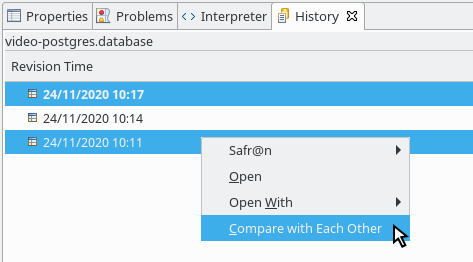 Properties Problems Interpreter History
video-postgres.database
Revision Time
24/11/2020 10:17
24/11/2020 10:14
24/11/2020 10:11
Safr@n
Open
Open With
Compare with Each Other